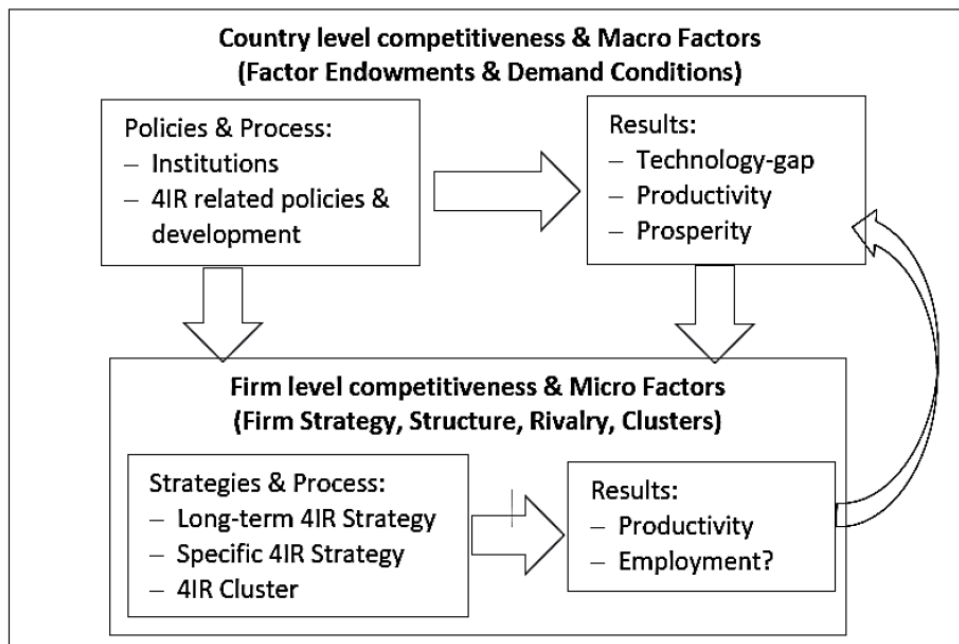 Country level competitiveness & Macro Factors
(Factor Endowments & Demand Conditions)
Policies & Process:
– Institutions
– 4IR related policies &
development
Results:
– Technology-gap
– Productivity
– Prosperity
Firm level competitiveness & Micro Factors
(Firm Strategy, Structure, Rivalry, Clusters)
Strategies & Process:
– Long-term 4IR Strategy
– Specific 4IR Strategy
– 4IR Cluster
Results:
– Productivity
– Employment?